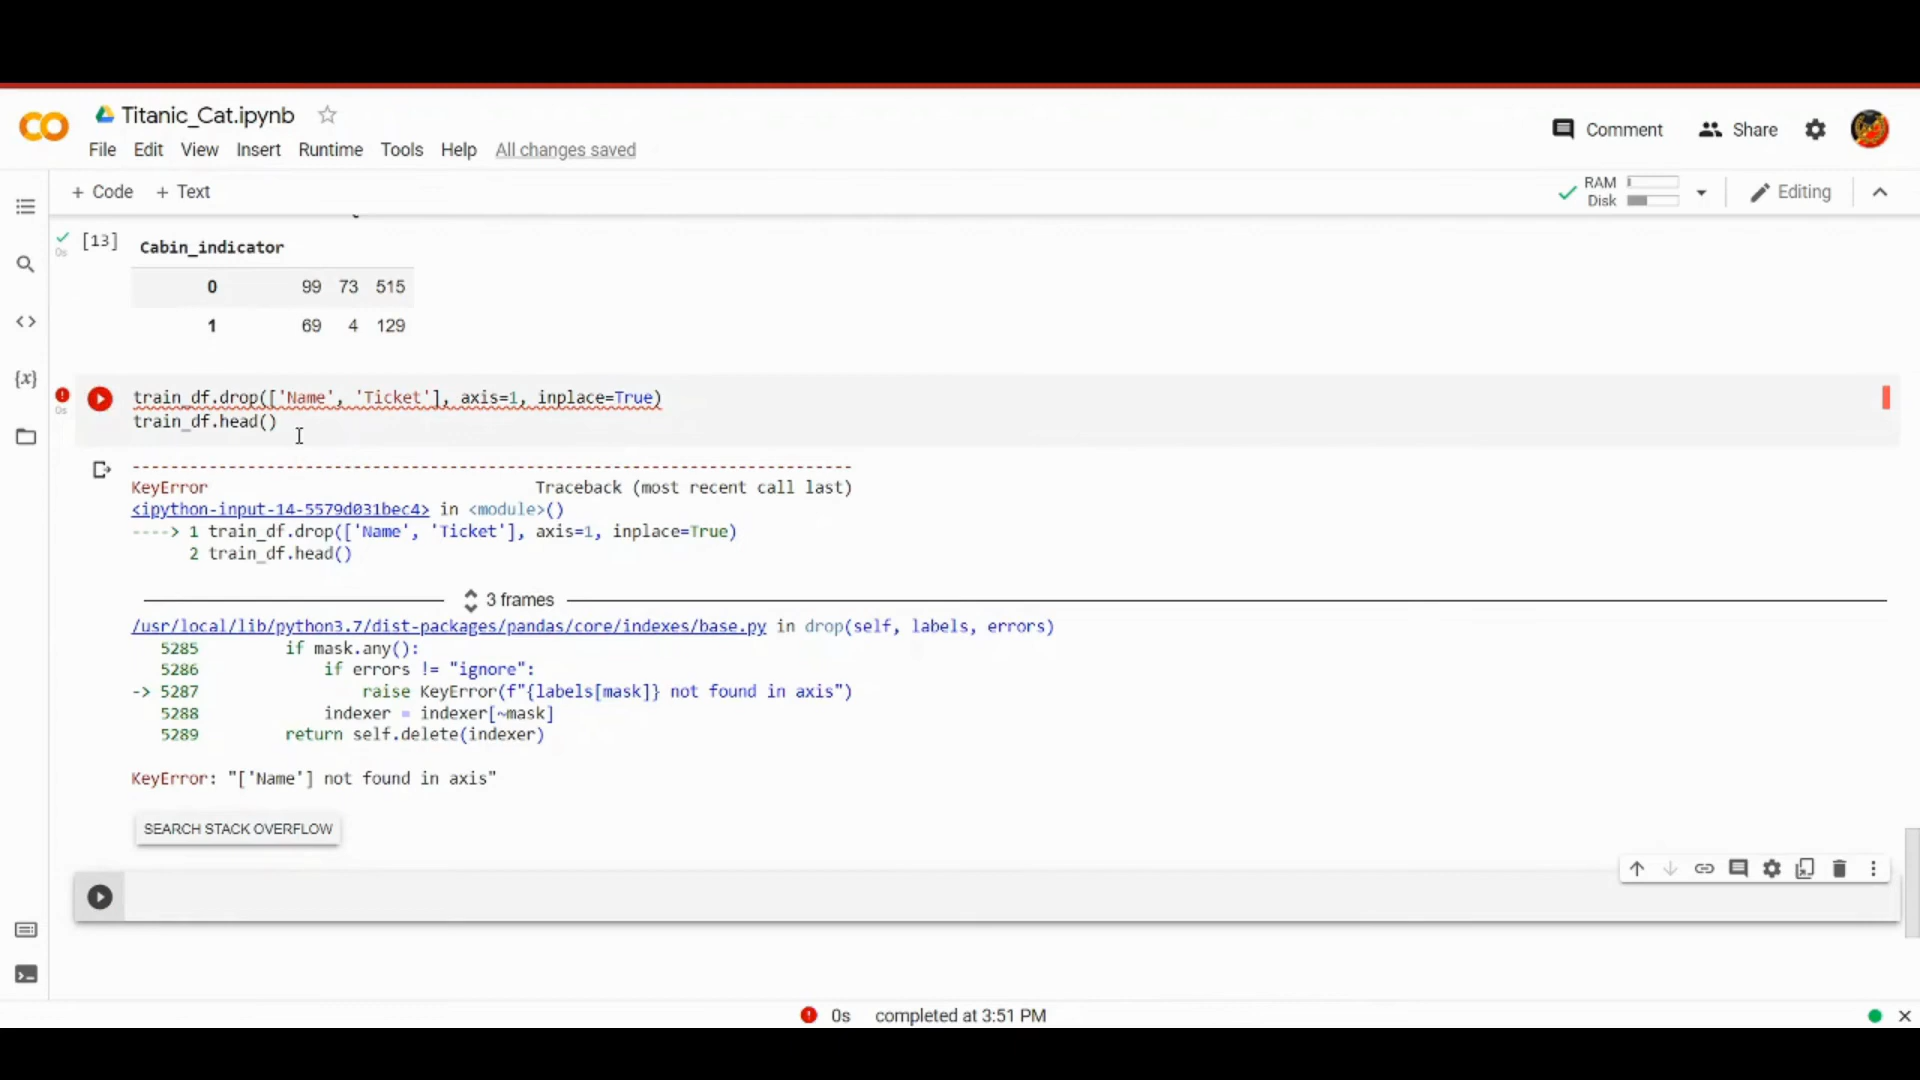 Titanic_Cat.ipynb
File Edit View Insert Runtime Tools Help All changes saved
Comment Share
+ Code + Text
RAM
Disk
Editing
[13]
0s
Cabin_indicator
0 99 73 515
1 69 4 129
{x}
0s
train_df.drop(['Name', 'Ticket'], axis=1, inplace=True)
train_df.head()
---------------------------------------------------------------------------
KeyError Traceback (most recent call last)
<ipython-input-14-5579d031bec4> in <module>()
----> 1 train_df.drop(['Name', 'Ticket'], axis=1, inplace=True)
2 train_df.head()
3 frames
/usr/local/lib/python3.7/dist-packages/pandas/core/indexes/base.py in drop(self, labels, errors)
5285 if mask.any():
5286 if errors != "ignore":
-> 5287 raise KeyError(f"{labels[mask]} not found in axis")
5288 indexer = indexer[~mask]
5289 return self.delete(indexer)
KeyError: "['Name'] not found in axis"
SEARCH STACK OVERFLOW
0s completed at 3:51 PM